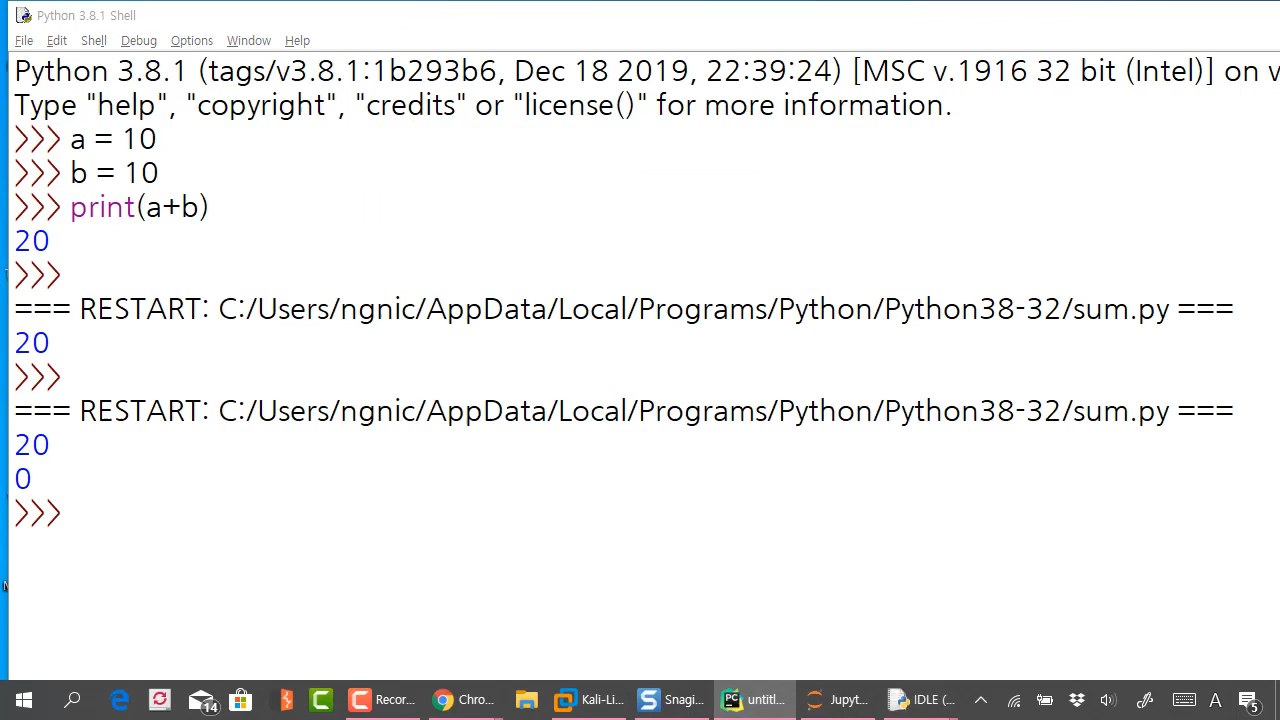 Python 3.8.1 Shell
File Edit Shell Debug Options Window Help
Python 3.8.1 (tags/v3.8.1:1b293b6, Dec 18 2019, 22:39:24) [MSC v.1916 32 bit (Intel)] on
Type "help", "copyright", "credits" or "license()" for more information.
>>> a = 10
>>> b = 10
>>> print(a+b)
20
>>>
=== RESTART: C:/Users/ngnic/AppData/Local/Programs/Python/Python38-32/sum.py ===
20
>>>
=== RESTART: C:/Users/ngnic/AppData/Local/Programs/Python/Python38-32/sum.py ===
20
0
>>>
14 Recor... Chro... Kali-Li... Snagi... PC untitl... Jupyt... IDLE (... A 5